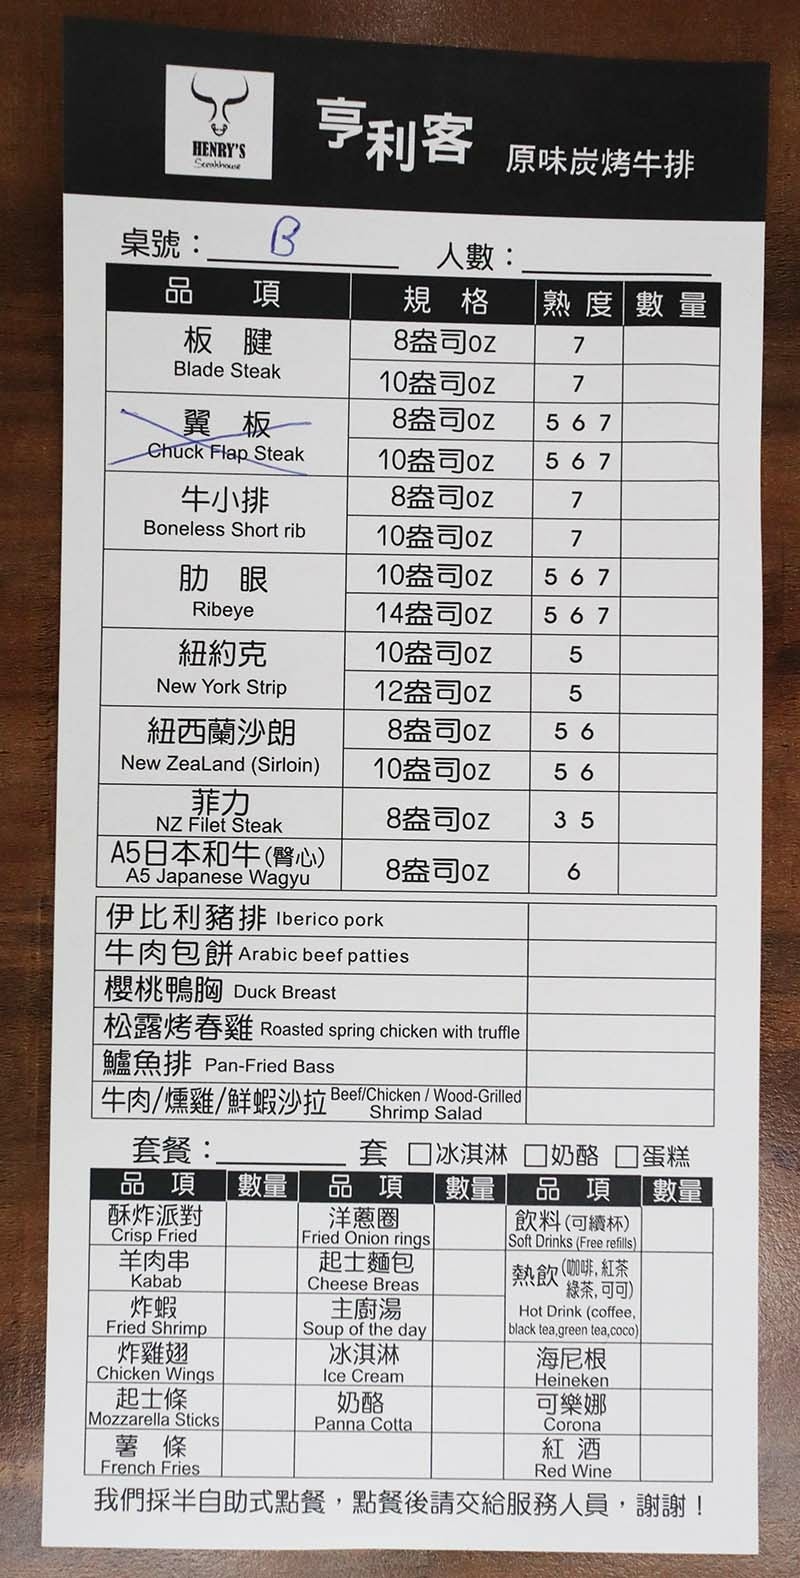 HENRY'S
Steakhouse
亨利客 原味炭烤牛排
桌號：B 人數：
品 項 規 格 熟 度 數 量
板 腱 8盎司oz 7
Blade Steak 10盎司oz 7
翼 板 8盎司oz 5 6 7
Chuck Flap Steak 10盎司oz 5 6 7
牛小排 8盎司oz 7
Boneless Short rib 10盎司oz 7
肋 眼 10盎司oz 5 6 7
Ribeye 14盎司oz 5 6 7
紐約克 10盎司oz 5
New York Strip 12盎司oz 5
紐西蘭沙朗 8盎司oz 5 6
New ZeaLand (Sirloin) 10盎司oz 5 6
菲力
NZ Filet Steak 8盎司oz 3 5
A5日本和牛(臀心)
A5 Japanese Wagyu 8盎司oz 6
伊比利豬排 Iberico pork
牛肉包餅 Arabic beef patties
櫻桃鴨胸 Duck Breast
松露烤春雞 Roasted spring chicken with truffle
鱸魚排 Pan-Fried Bass
牛肉/燻雞/鮮蝦沙拉 Beef/Chicken / Wood-Grilled
Shrimp Salad
套餐： 套 □冰淇淋 □奶酪 □蛋糕
品 項 數量 品 項 數量 品 項 數量
酥炸派對 洋蔥圈 飲料(可續杯)
Crisp Fried Fried Onion rings Soft Drinks (Free refills)
羊肉串 起士麵包 熱飲(咖啡, 紅茶
Kabab Cheese Breas 綠茶, 可可)
炸蝦 主廚湯 Hot Drink (coffee,
Fried Shrimp Soup of the day black tea,green tea,coco)
炸雞翅 冰淇淋 海尼根
Chicken Wings Ice Cream Heineken
起士條 奶酪 可樂娜
Mozzarella Sticks Panna Cotta Corona
薯 條 紅 酒
French Fries Red Wine
我們採半自助式點餐，點餐後請交給服務人員，謝謝！